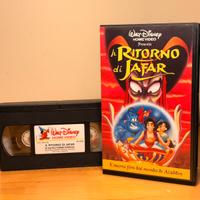 WALT DISNEY
HOME VIDEO
Presenta
Il RITORNO
di JAFAR
Il nuovo film dal mondo di Aladdin
WALT DISNEY
HOME VIDEO
IL RITORNO DI JAFAR